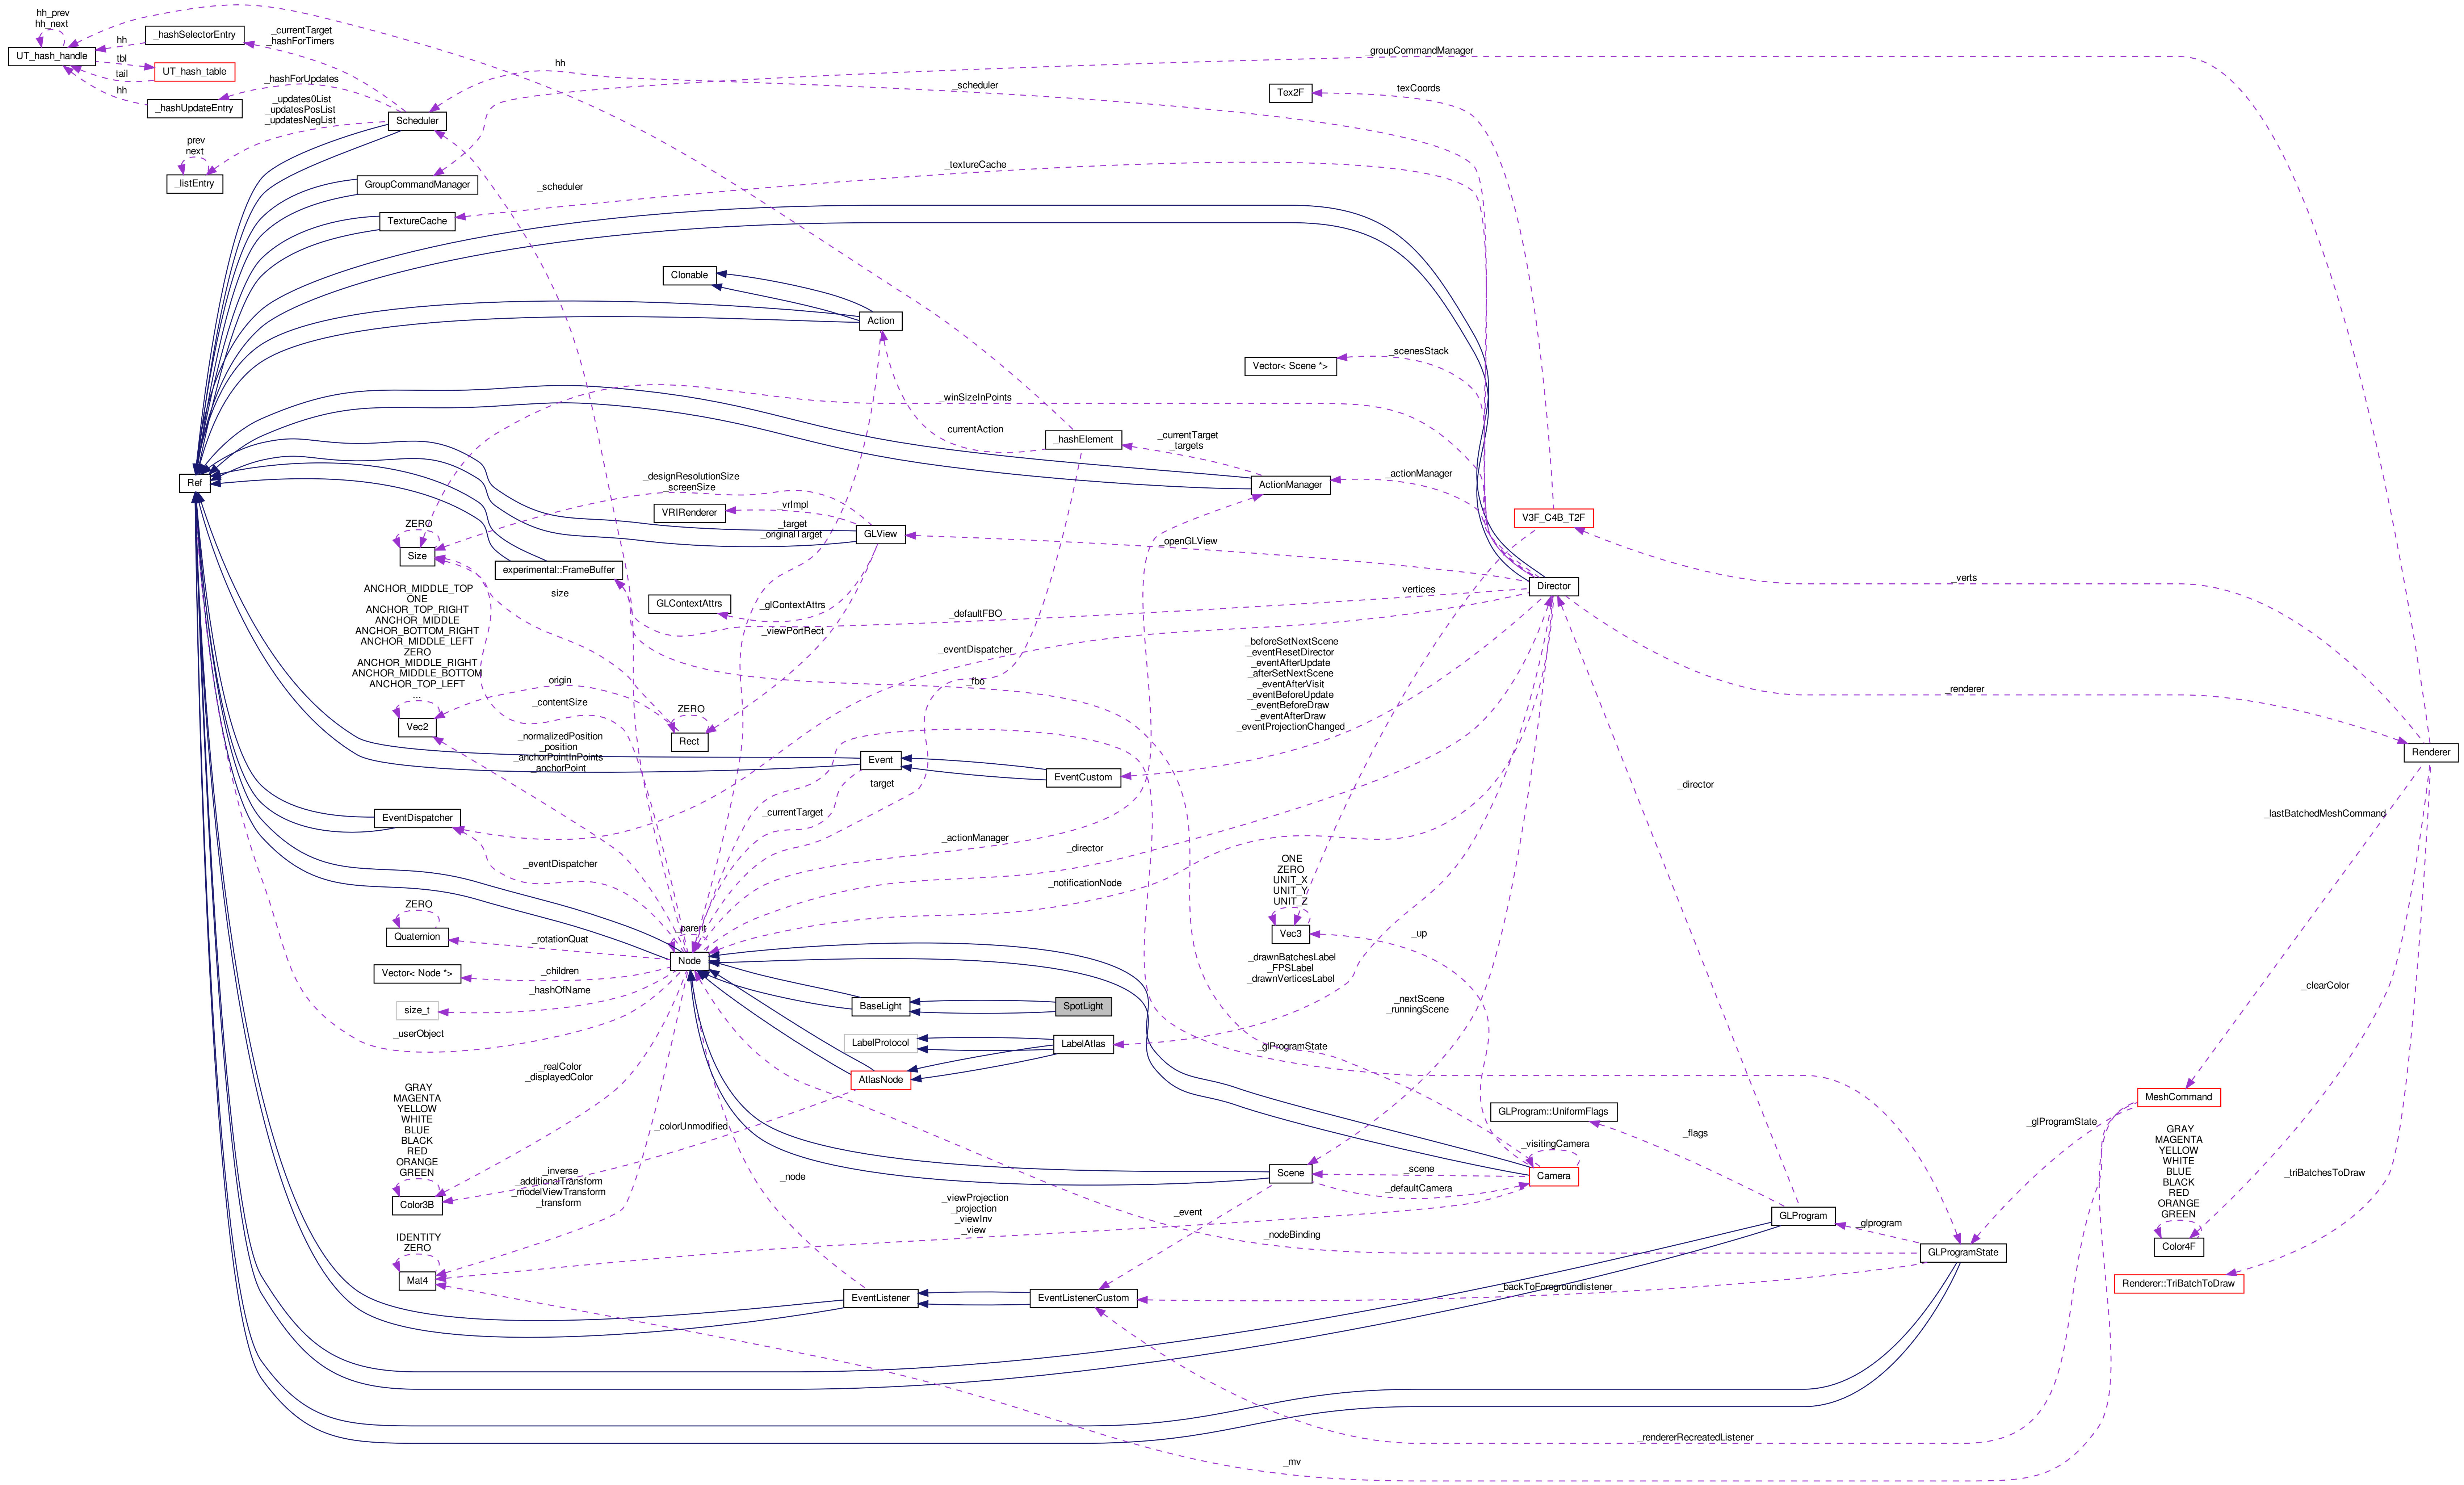 hh_prev
hh_next
UT_hash_handle
hh
tbl
tail
hh
_hashSelectorEntry
UT_hash_table
_hashUpdateEntry
_currentTarget
_hashForTimers
_hashForUpdates
_updates0List
_updatesPosList
_updatesNegList
prev
next
_listEntry
Scheduler
GroupCommandManager
TextureCache
hh
_scheduler
_groupCommandManager
_scheduler
_textureCache
Tex2F
texCoords
Clonable
Action
Vector< Scene *>
_scenesStack
_winSizeInPoints
currentAction
_hashElement
_currentTarget
_targets
ActionManager
_actionManager
Ref
_designResolutionSize
_screenSize
VRIRenderer
_vrImpl
_target
_originalTarget
GLView
_openGLView
V3F_C4B_T2F
ZERO
Size
experimental::FrameBuffer
size
GLContextAttrs
_glContextAttrs
_viewPortRect
_defaultFBO
vertices
Director
_verts
ANCHOR_MIDDLE_TOP
ONE
ANCHOR_TOP_RIGHT
ANCHOR_MIDDLE
ANCHOR_BOTTOM_RIGHT
ANCHOR_MIDDLE_LEFT
ZERO
ANCHOR_MIDDLE_RIGHT
ANCHOR_MIDDLE_BOTTOM
ANCHOR_TOP_LEFT
...
Vec2
origin
_contentSize
ZERO
Rect
_eventDispatcher
_fbo
_beforeSetNextScene
_eventResetDirector
_eventAfterUpdate
_afterSetNextScene
_eventAfterVisit
_eventBeforeUpdate
_eventBeforeDraw
_eventAfterDraw
_eventProjectionChanged
_renderer
Renderer
_normalizedPosition
_position
_anchorPointInPoints
_anchorPoint
Event
EventCustom
target
_director
EventDispatcher
_currentTarget
_actionManager
_director
_lastBatchedMeshCommand
_eventDispatcher
_notificationNode
ONE
ZERO
UNIT_X
UNIT_Y
UNIT_Z
Vec3
_up
ZERO
Quaternion
_rotationQuat
_parent
Node
Vector< Node *>
_children
_hashOfName
size_t
_userObject
BaseLight
SpotLight
_drawnBatchesLabel
_FPSLabel
_drawnVerticesLabel
_nextScene
_runningScene
_clearColor
LabelProtocol
LabelAtlas
_glProgramState
AtlasNode
_realColor
_displayedColor
GRAY
MAGENTA
YELLOW
WHITE
BLUE
BLACK
RED
ORANGE
GREEN
Color3B
_colorUnmodified
GLProgram::UniformFlags
_flags
MeshCommand
_glProgramState
_visitingCamera
Camera
_scene
Scene
_defaultCamera
_inverse
_additionalTransform
_modelViewTransform
_transform
_node
_viewProjection
_projection
_viewInv
_view
_event
_nodeBinding
GLProgram
_glprogram
GLProgramState
GRAY
MAGENTA
YELLOW
WHITE
BLUE
BLACK
RED
ORANGE
GREEN
Color4F
_triBatchesToDraw
Renderer::TriBatchToDraw
IDENTITY
ZERO
Mat4
EventListener
EventListenerCustom
_backToForegroundlistener
_rendererRecreatedListener
_mv